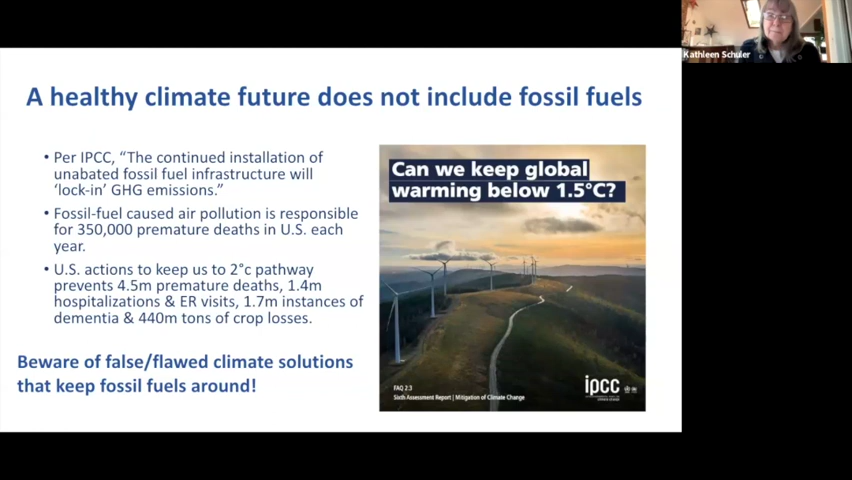 Kathleen Schuler
A healthy climate future does not include fossil fuels
• Per IPCC, “The continued installation of
unabated fossil fuel infrastructure will
‘lock-in’ GHG emissions.”
• Fossil-fuel caused air pollution is responsible
for 350,000 premature deaths in U.S. each
year.
• U.S. actions to keep us to 2°c pathway
prevents 4.5m premature deaths, 1.4m
hospitalizations & ER visits, 1.7m instances of
dementia & 440m tons of crop losses.
Beware of false/flawed climate solutions
that keep fossil fuels around!
Can we keep global
warming below 1.5°C?
FAQ 2.3
Sixth Assessment Report | Mitigation of Climate Change
ipcc